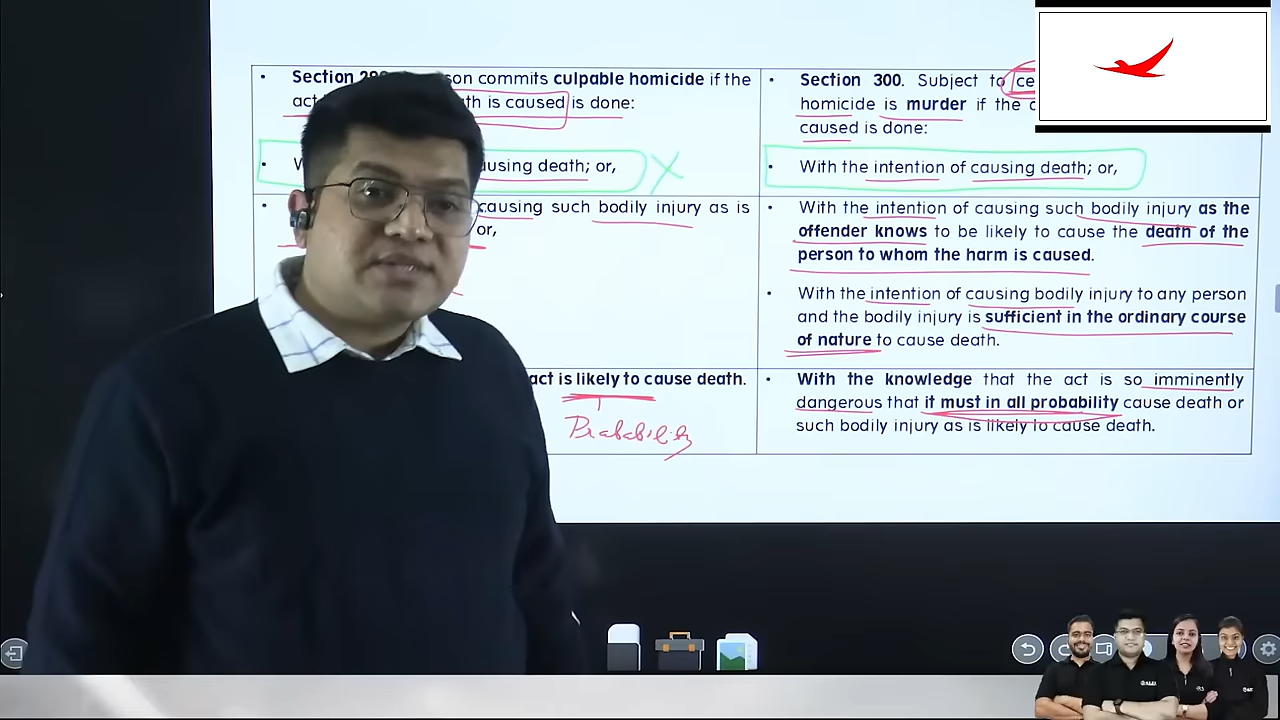 Section son commits culpable homicide if the
act th is caused is done:
ausing death; or,
causing such bodily injury as is
or,
act is likely to cause death.
Probability
Section 300. Subject to ce
homicide is murder if the
caused is done:
With the intention of causing death; or,
With the intention of causing such bodily injury as the
offender knows to be likely to cause the death of the
person to whom the harm is caused.
With the intention of causing bodily injury to any person
and the bodily injury is sufficient in the ordinary course
of nature to cause death.
With the knowledge that the act is so imminently
dangerous that it must in all probability cause death or
such bodily injury as is likely to cause death.